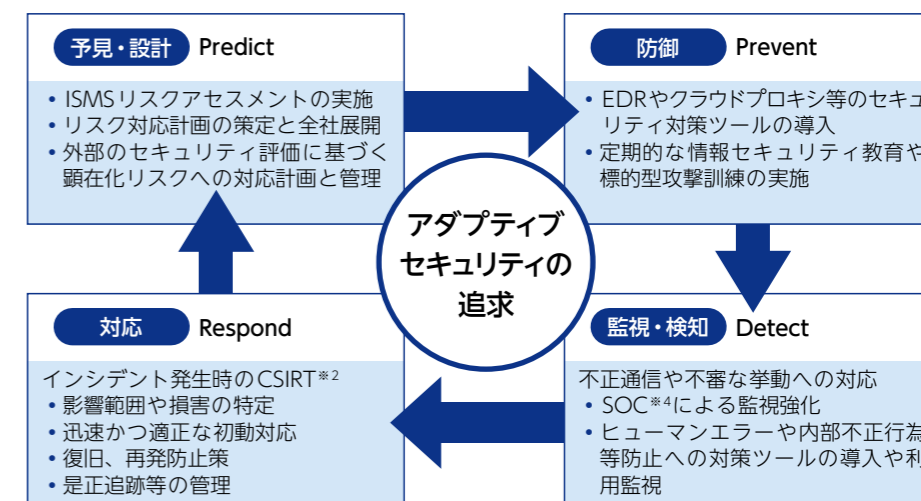 予見・設計 Predict
• ISMSリスクアセスメントの実施
• リスク対応計画の策定と全社展開
• 外部のセキュリティ評価に基づく
顕在化リスクへの対応計画と管理
防御 Prevent
• EDRやクラウドプロキシ等のセキュ
リティ対策ツールの導入
• 定期的な情報セキュリティ教育や
標的型攻撃訓練の実施
アダプティブ
セキュリティの
追求
対応 Respond
インシデント発生時のCSIRT※2
• 影響範囲や損害の特定
• 迅速かつ適正な初動対応
• 復旧、再発防止策
• 是正追跡等の管理
監視・検知 Detect
不正通信や不審な挙動への対応
• SOC※4による監視強化
• ヒューマンエラーや内部不正行為
等防止への対策ツールの導入や利
用監視